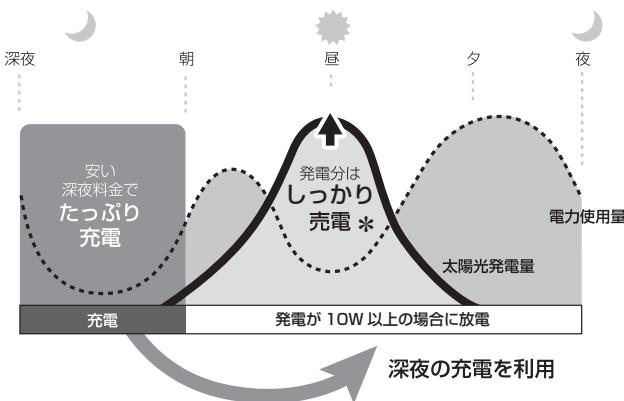 深夜
朝
昼
夕
夜
安い
深夜料金で
たっぷり
充電
発電分は
しっかり
売電＊
電力使用量
太陽光発電量
充電
発電が 10W 以上の場合に放電
深夜の充電を利用